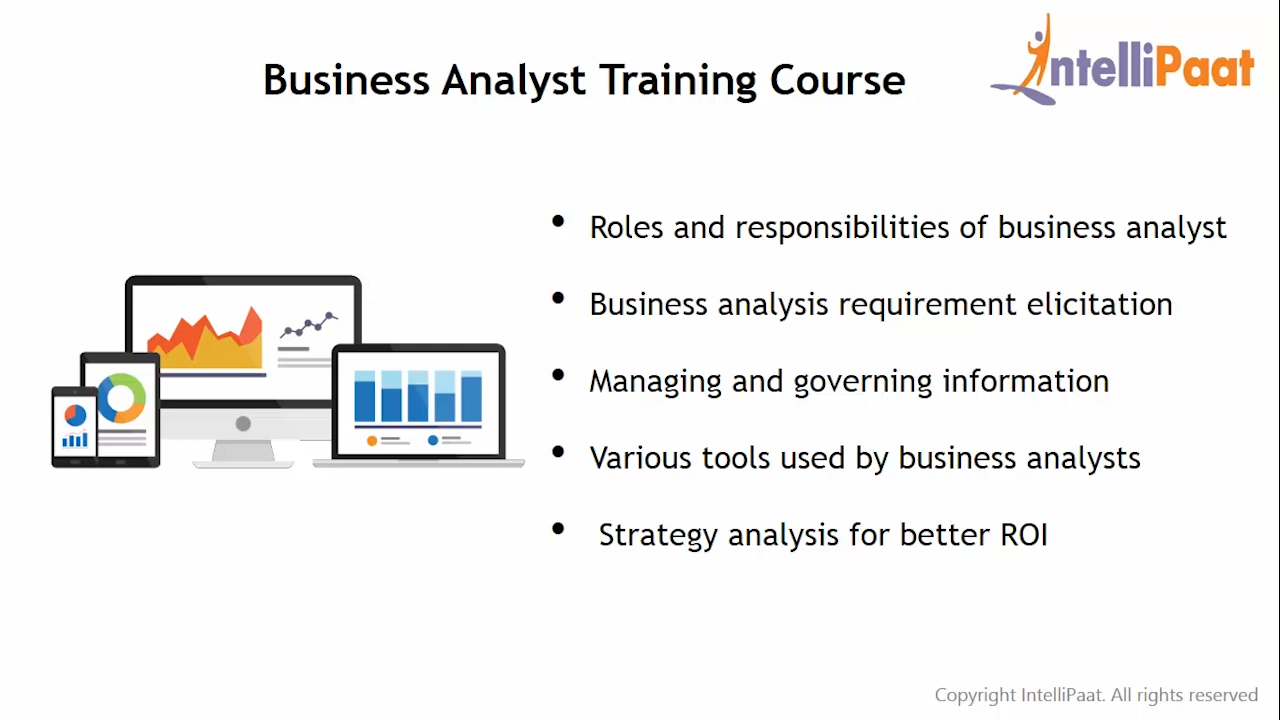 Business Analyst Training Course
IntelliPaat
• Roles and responsibilities of business analyst
• Business analysis requirement elicitation
• Managing and governing information
• Various tools used by business analysts
• Strategy analysis for better ROI
Copyright IntelliPaat. All rights reserved